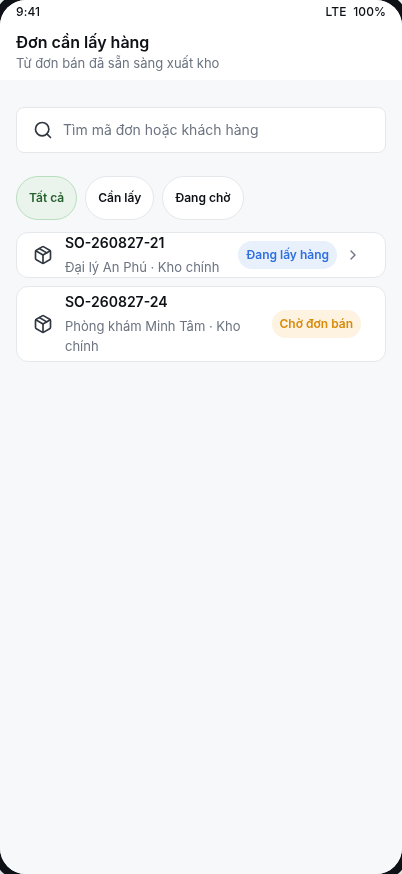 9:41 LTE 100%
Đơn cần lấy hàng
Từ đơn bán đã sẵn sàng xuất kho
Tìm mã đơn hoặc khách hàng
Tất cả Cần lấy Đang chờ
SO-260827-21
Đại lý An Phú · Kho chính Đang lấy hàng
SO-260827-24
Phòng khám Minh Tâm · Kho
chính
Chờ đơn bán